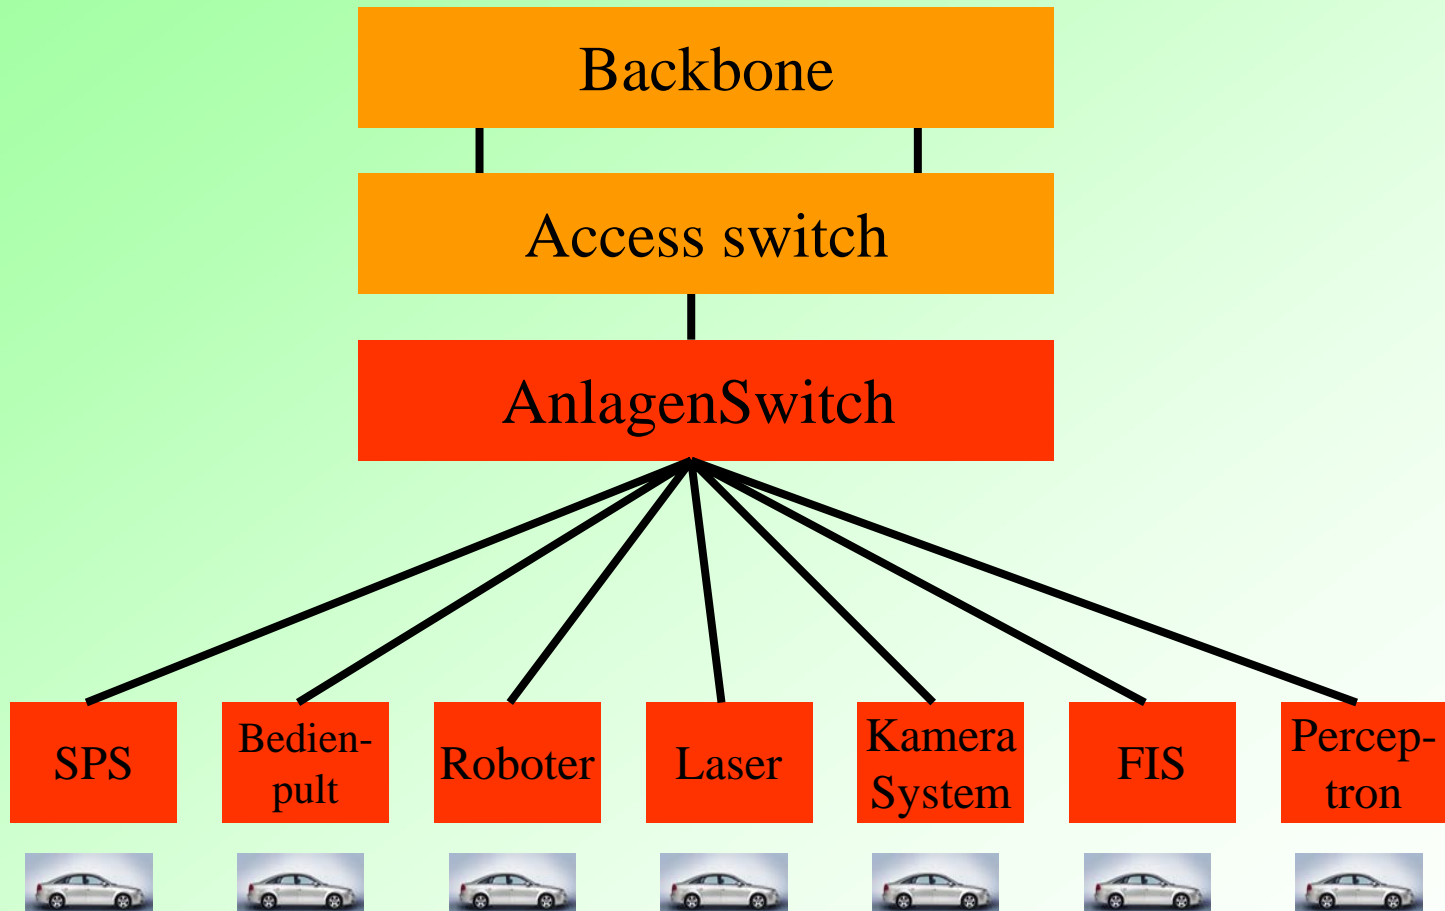 Backbone
Access switch
AnlagenSwitch
SPS
Bedien-
pult
Roboter
Laser
Kamera
System
FIS
Percep-
tron